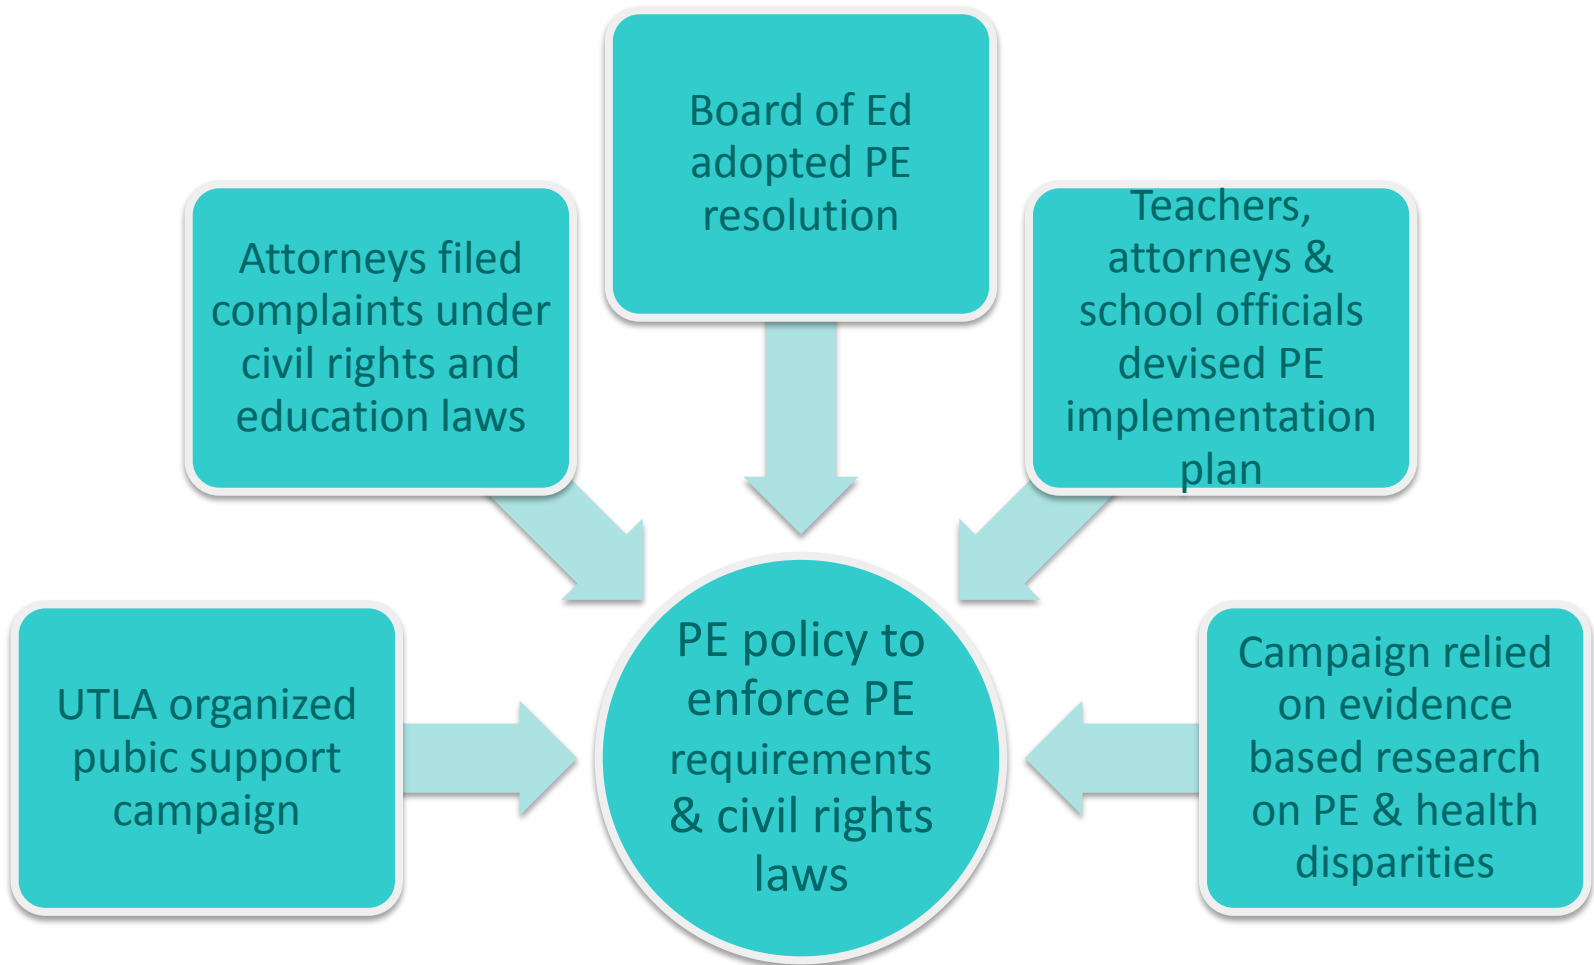 Board of Ed
adopted PE
resolution
Attorneys filed
complaints under
civil rights and
education laws
Teachers,
attorneys &
school officials
devised PE
implementation
plan
UTLA organized
pubic support
campaign
PE policy to
enforce PE
requirements
& civil rights
laws
Campaign relied
on evidence
based research
on PE & health
disparities